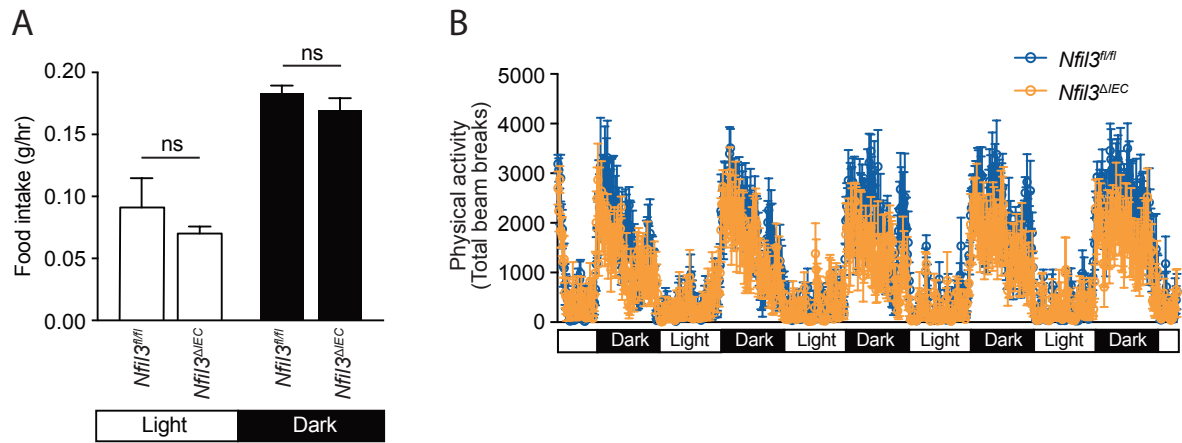 A
Food intake (g/hr)
0.20
0.15
0.10
0.05
0.00
ns
ns
Nfil3fl/fl
Nfil3ΔIEC
Nfil3fl/fl
Nfil3ΔIEC
Light
Dark
B
Physical activity
(Total beam breaks)
5000
4000
3000
2000
1000
0
Nfil3fl/fl
Nfil3ΔIEC
Dark
Light
Dark
Light
Dark
Light
Dark
Light
Dark